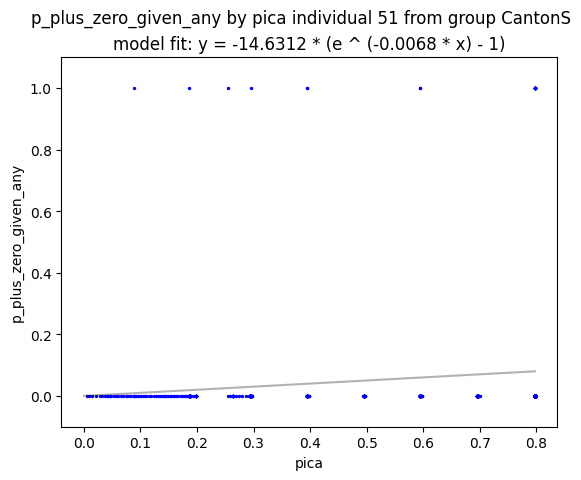 p_plus_zero_given_any by pica individual 51 from group CantonS
model fit: y = -14.6312 * (e ^ (-0.0068 * x) - 1)
p_plus_zero_given_any
1.0
0.8
0.6
0.4
0.2
0.0
0.0 0.1 0.2 0.3 0.4 0.5 0.6 0.7 0.8
pica